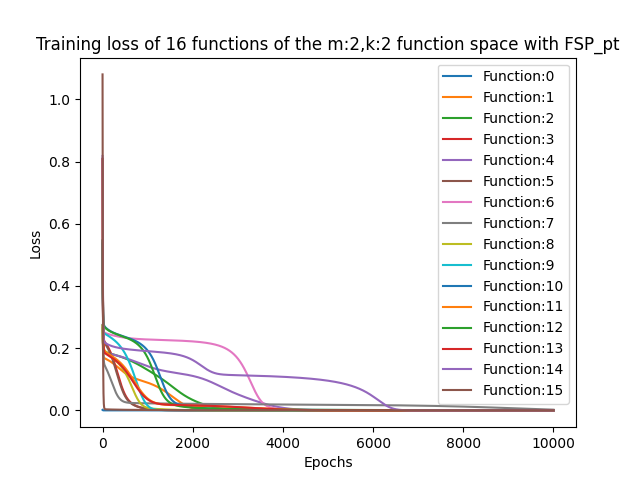 Training loss of 16 functions of the m:2,k:2 function space with FSP_pt
Loss
1.0
0.8
0.6
0.4
0.2
0.0
0
2000
4000
6000
8000
10000
Epochs
Function:0
Function:1
Function:2
Function:3
Function:4
Function:5
Function:6
Function:7
Function:8
Function:9
Function:10
Function:11
Function:12
Function:13
Function:14
Function:15